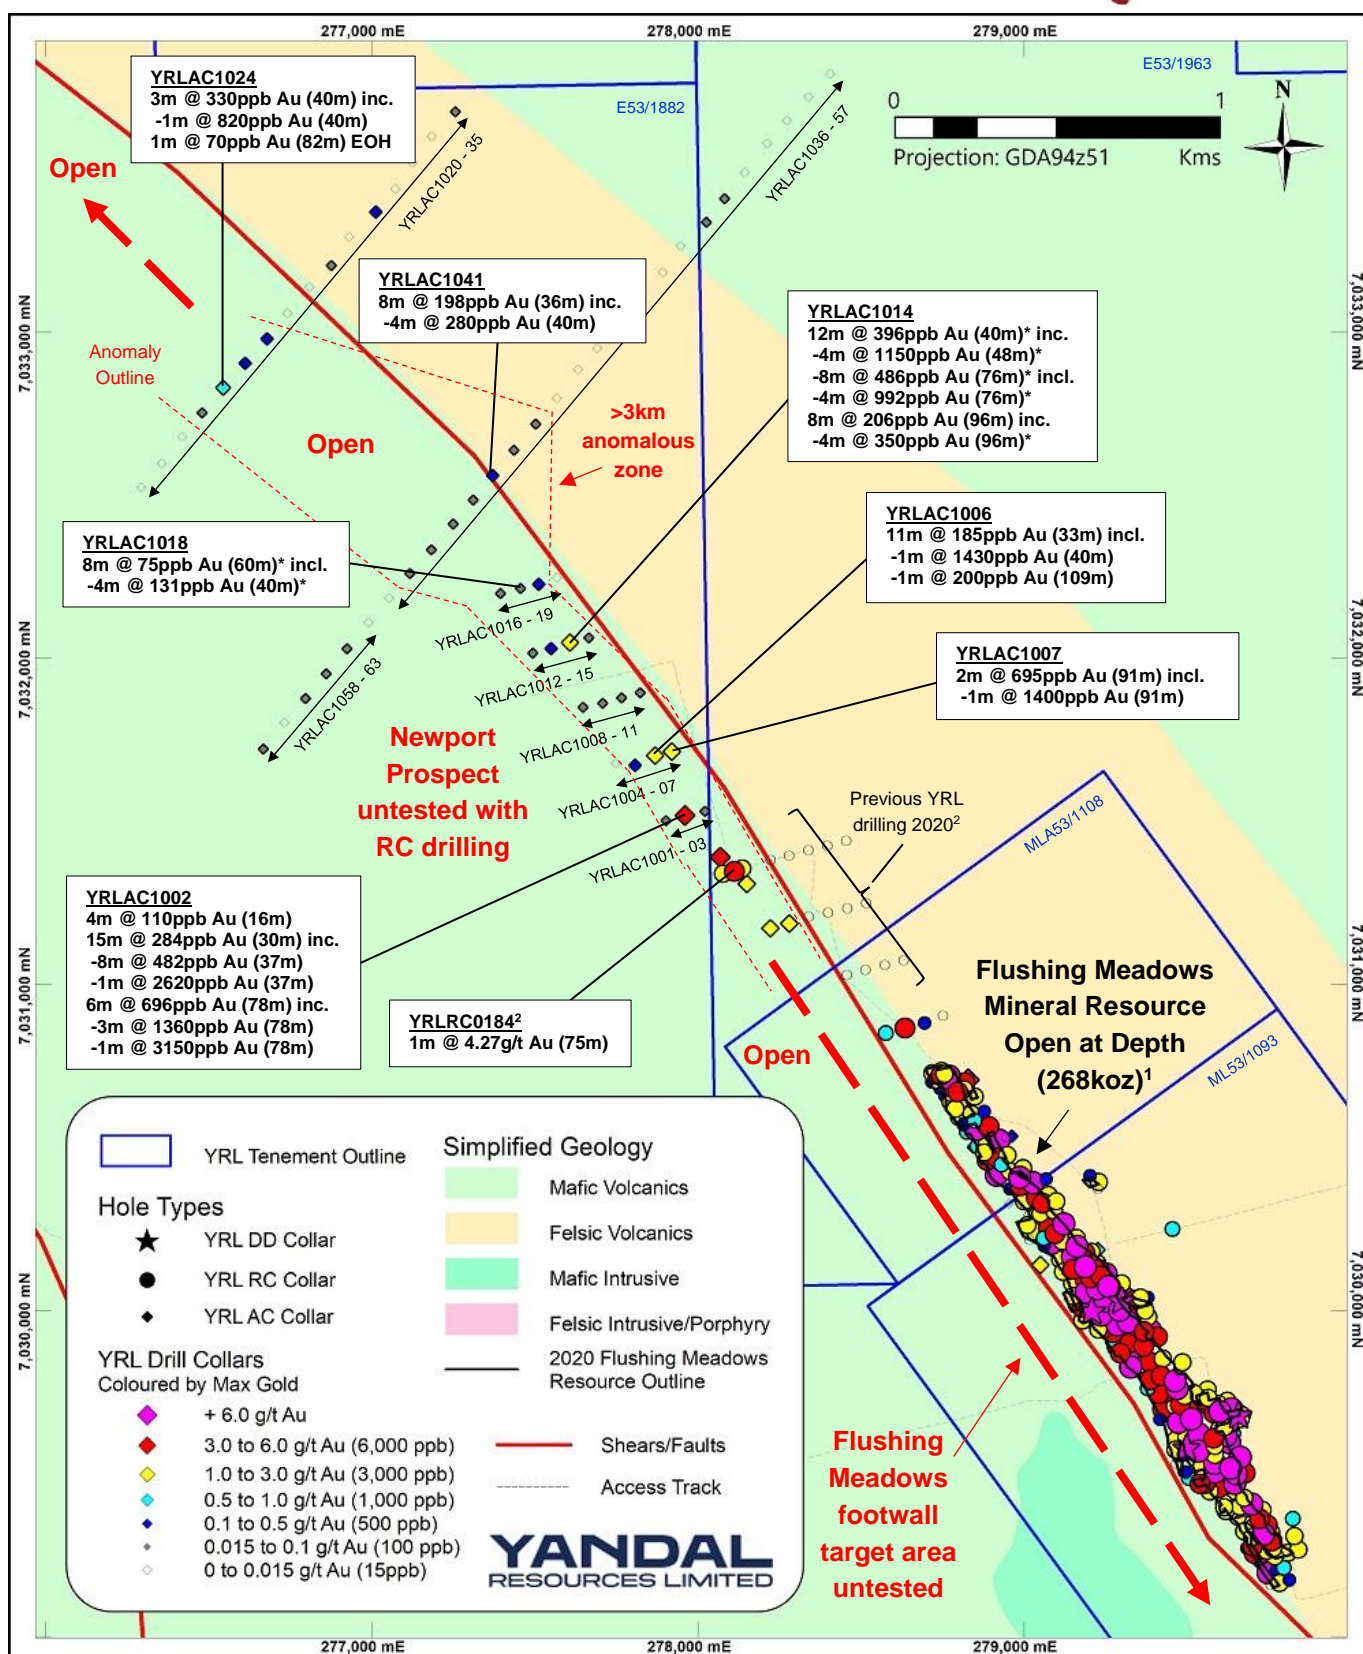 277,000 mE
278,000 mE
279,000 mE
E53/1963
E53/1882
0
1
Projection: GDA94z51
Kms
N
YRLAC1024
3m @ 330ppb Au (40m) inc.
-1m @ 820ppb Au (40m)
1m @ 70ppb Au (82m) EOH
Open
YRLAC1020 - 35
YRLAC1036 - 57
YRLAC1041
8m @ 198ppb Au (36m) inc.
-4m @ 280ppb Au (40m)
YRLAC1014
12m @ 396ppb Au (40m)* inc.
-4m @ 1150ppb Au (48m)*
-8m @ 486ppb Au (76m)* incl.
-4m @ 992ppb Au (76m)*
8m @ 206ppb Au (96m) inc.
-4m @ 350ppb Au (96m)*
7,033,000 mN
7,033,000 mN
Anomaly
Outline
Open
>3km
anomalous
zone
YRLAC1018
8m @ 75ppb Au (60m)* incl.
-4m @ 131ppb Au (40m)*
YRLAC1006
11m @ 185ppb Au (33m) incl.
-1m @ 1430ppb Au (40m)
-1m @ 200ppb Au (109m)
YRLAC1016 - 19
YRLAC1012 - 15
YRLAC1058 - 63
7,032,000 mN
7,032,000 mN
YRLAC1007
2m @ 695ppb Au (91m) incl.
-1m @ 1400ppb Au (91m)
YRLAC1008 - 11
Newport
Prospect
untested with
RC drilling
YRLAC1004 - 07
YRLAC1001 - 03
Previous YRL
drilling 2020²
MLA53/1108
YRLAC1002
4m @ 110ppb Au (16m)
15m @ 284ppb Au (30m) inc.
-8m @ 482ppb Au (37m)
-1m @ 2620ppb Au (37m)
6m @ 696ppb Au (78m) inc.
-3m @ 1360ppb Au (78m)
-1m @ 3150ppb Au (78m)
YRLRC0184²
1m @ 4.27g/t Au (75m)
7,031,000 mN
7,031,000 mN
Flushing Meadows
Mineral Resource
Open at Depth
(268koz)¹
Open
ML53/1093
YRL Tenement Outline
Hole Types
YRL DD Collar
YRL RC Collar
YRL AC Collar
YRL Drill Collars
Coloured by Max Gold
+ 6.0 g/t Au
3.0 to 6.0 g/t Au (6,000 ppb)
1.0 to 3.0 g/t Au (3,000 ppb)
0.5 to 1.0 g/t Au (1,000 ppb)
0.1 to 0.5 g/t Au (500 ppb)
0.015 to 0.1 g/t Au (100 ppb)
0 to 0.015 g/t Au (15ppb)
Simplified Geology
Mafic Volcanics
Felsic Volcanics
Mafic Intrusive
Felsic Intrusive/Porphyry
2020 Flushing Meadows
Resource Outline
Shears/Faults
Access Track
YANDAL
RESOURCES LIMITED
7,030,000 mN
7,030,000 mN
Flushing
Meadows
footwall
target area
untested
277,000 mE
278,000 mE
279,000 mE